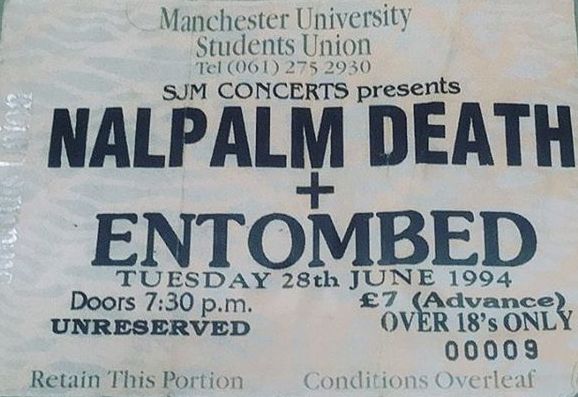 Manchester University
Students Union
Tel (061) 275 2930
SJM CONCERTS presents
NALPALM DEATH
+
ENTOMBED
TUESDAY 28th JUNE 1994
Doors 7:30 p.m.
£7 (Advance)
UNRESERVED
OVER 18's ONLY
00009
Retain This Portion
Conditions Overleaf